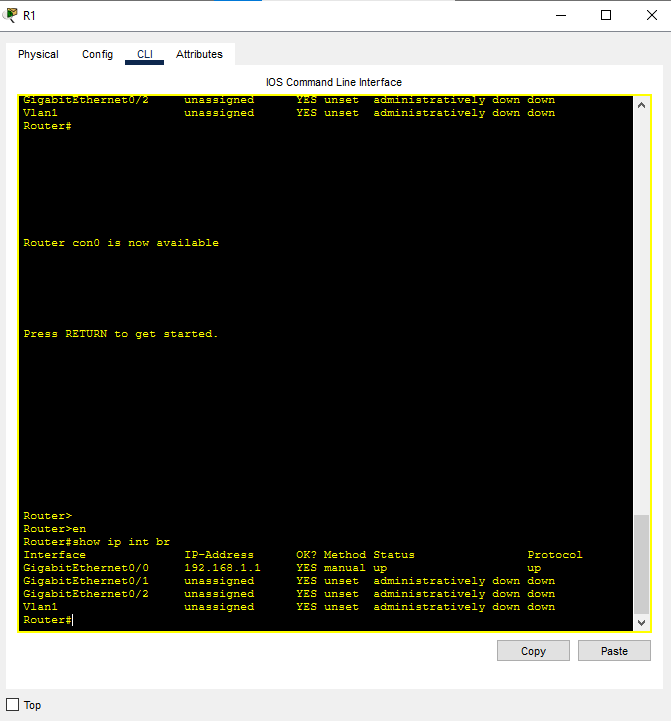 R1
Physical Config CLI Attributes
IOS Command Line Interface
GigabitEthernet0/2 unassigned YES unset administratively down down
Vlan1 unassigned YES unset administratively down down
Router#
Router con0 is now available
Press RETURN to get started.
Router>
Router>en
Router#show ip int br
Interface IP-Address OK? Method Status Protocol
GigabitEthernet0/0 192.168.1.1 YES manual up up
GigabitEthernet0/1 unassigned YES unset administratively down down
GigabitEthernet0/2 unassigned YES unset administratively down down
Vlan1 unassigned YES unset administratively down down
Router#
Copy Paste
Top